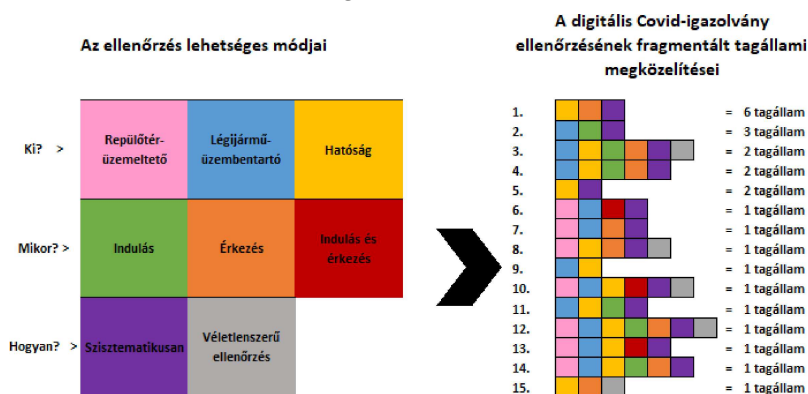 Az ellenőrzés lehetséges módjai
Ki? >
Repülőtér-
üzemeltető
Légijármű-
üzembentartó
Hatóság
Mikor? >
Indulás
Érkezés
Indulás és
érkezés
Hogyan? >
Szisztematikusan
Véletlenszerű
ellenőrzés
A digitális Covid-igazolvány
ellenőrzésének fragmentált tagállami
megközelítései
1. = 6 tagállam
2. = 3 tagállam
3. = 2 tagállam
4. = 2 tagállam
5. = 2 tagállam
6. = 1 tagállam
7. = 1 tagállam
8. = 1 tagállam
9. = 1 tagállam
10. = 1 tagállam
11. = 1 tagállam
12. = 1 tagállam
13. = 1 tagállam
14. = 1 tagállam
15. = 1 tagállam